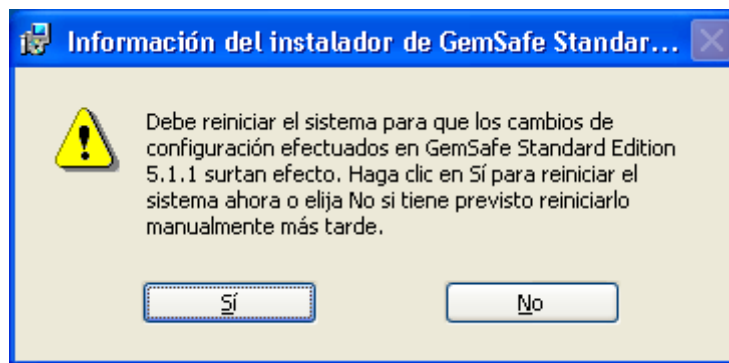 Información del instalador de GemSafe Standar...
Debe reiniciar el sistema para que los cambios de
configuración efectuados en GemSafe Standard Edition
5.1.1 surtan efecto. Haga clic en Sí para reiniciar el
sistema ahora o elija No si tiene previsto reiniciarlo
manualmente más tarde.
Sí
No